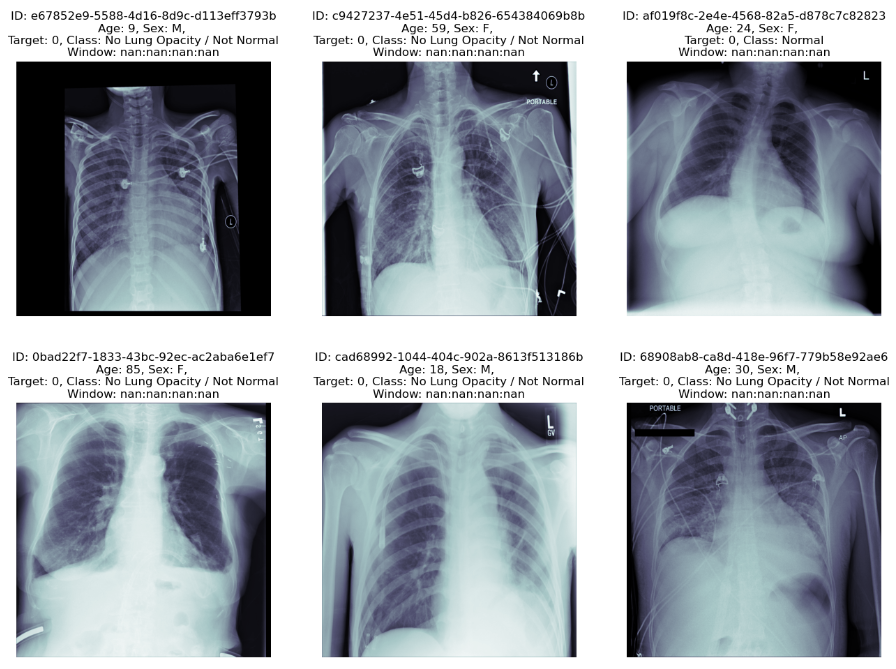 ID: e67852e9-5588-4d16-8d9c-d113eff3793b
Age: 9, Sex: M,
Target: 0, Class: No Lung Opacity / Not Normal
Window: nan:nan:nan:nan
L
ID: c9427237-4e51-45d4-b826-654384069b8b
Age: 59, Sex: F,
Target: 0, Class: No Lung Opacity / Not Normal
Window: nan:nan:nan:nan
L
PORTABLE
ID: af019f8c-2e4e-4568-82a5-d878c7c82823
Age: 24, Sex: F,
Target: 0, Class: Normal
Window: nan:nan:nan:nan
L
ID: 0bad22f7-1833-43bc-92ec-ac2aba6e1ef7
Age: 85, Sex: F,
Target: 0, Class: No Lung Opacity / Not Normal
Window: nan:nan:nan:nan
ID: cad68992-1044-404c-902a-8613f513186b
Age: 18, Sex: M,
Target: 0, Class: No Lung Opacity / Not Normal
Window: nan:nan:nan:nan
L
GV
ID: 68908ab8-ca8d-418e-96f7-779b58e92ae6
Age: 30, Sex: M,
Target: 0, Class: No Lung Opacity / Not Normal
Window: nan:nan:nan:nan
PORTABLE
L
AP